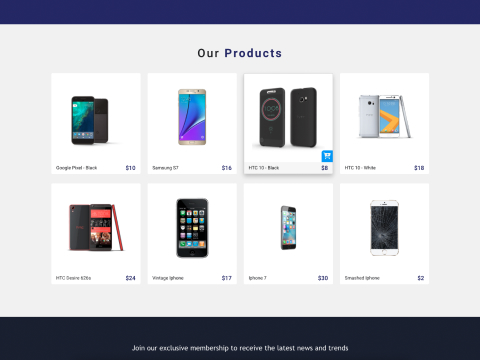 Our Products
Google Pixel - Black $10
Samsung S7 $16
HTC 10 - Black $8
HTC 10 - White $18
HTC Desire 626s $24
Vintage Iphone $17
Iphone 7 $30
Smashed Iphone $2
Join our exclusive membership to receive the latest news and trends